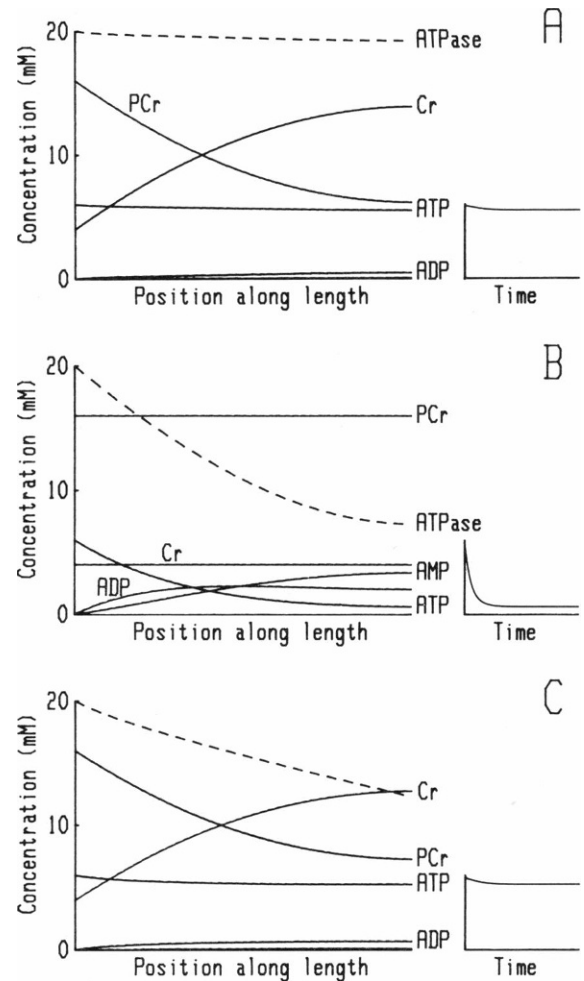 A
20
ATPase
PCr
Cr
Concentration (mM)
10
ATP
ADP
0
Position along length
Time
B
20
PCr
Concentration (mM)
10
ATPase
Cr
AMP
ADP
ATP
0
Position along length
Time
C
20
Cr
Concentration (mM)
10
PCr
ATP
ADP
0
Position along length
Time